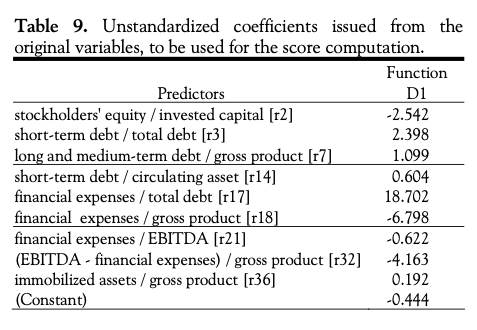 Table 9. Unstandardized coefficients issued from the
original variables, to be used for the score computation.
Function
Predictors D1
stockholders' equity / invested capital [r2] -2.542
short-term debt / total debt [r3] 2.398
long and medium-term debt / gross product [r7] 1.099
short-term debt / circulating asset [r14] 0.604
financial expenses / total debt [r17] 18.702
financial expenses / gross product [r18] -6.798
financial expenses / EBITDA [r21] -0.622
(EBITDA - financial expenses) / gross product [r32] -4.163
immobilized assets / gross product [r36] 0.192
(Constant) -0.444